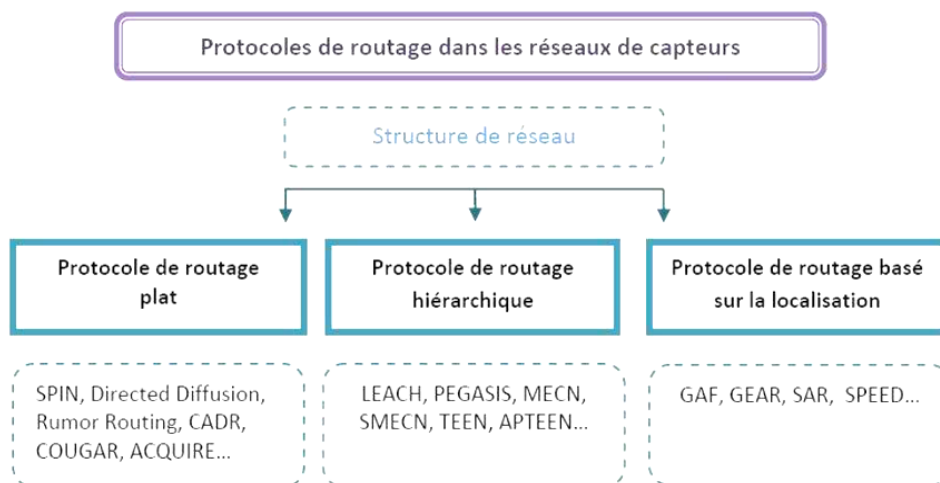 Protocoles de routage dans les réseaux de capteurs
Structure de réseau
Protocole de routage
plat
Protocole de routage
hiérarchique
Protocole de routage basé
sur la localisation
SPIN, Directed Diffusion,
Rumor Routing, CADR,
COUGAR, ACQUIRE...
LEACH, PEGASIS, MECN,
SMECN, TEEN, APTEEN...
GAF, GEAR, SAR, SPEED...